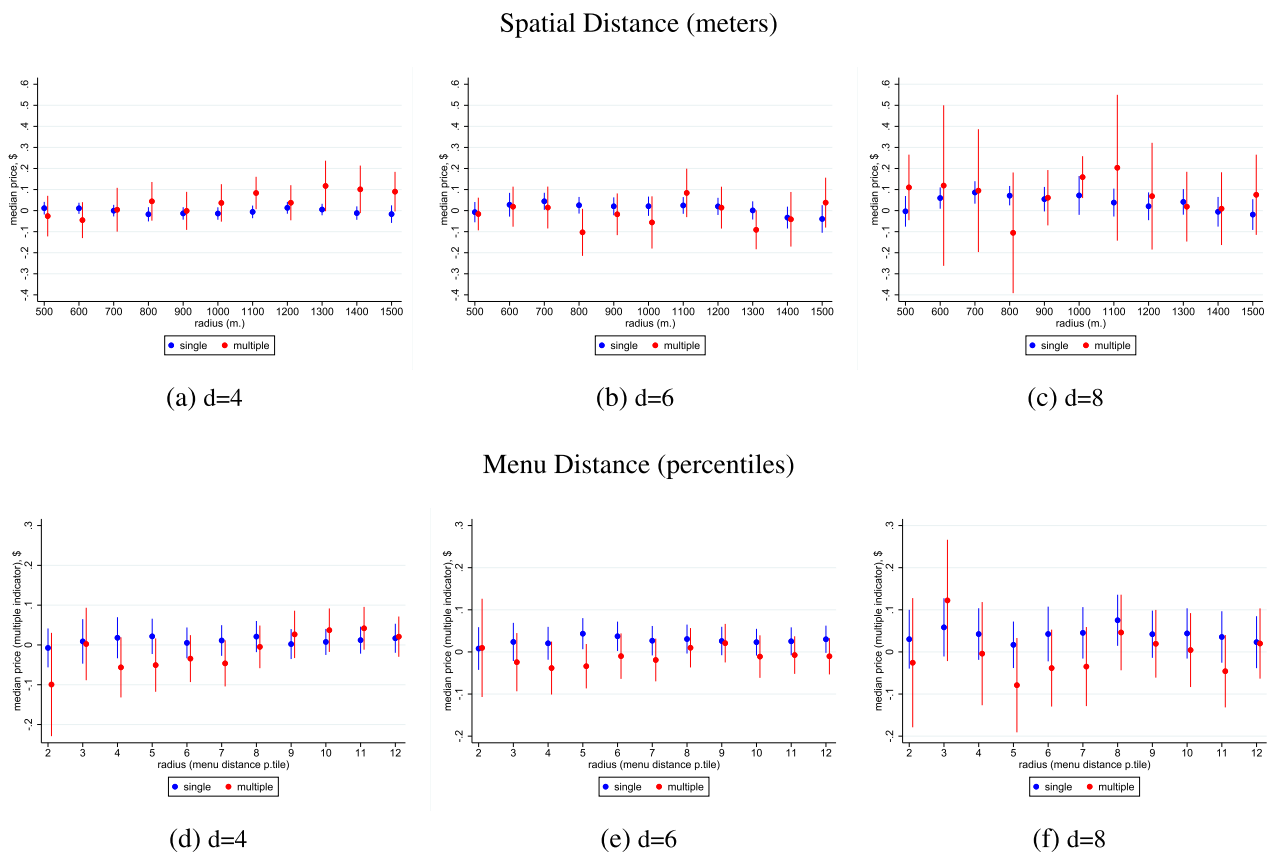 Spatial Distance (meters)
median price, $
.6
.5
.4
.3
.2
.1
0
-.1
-.2
-.3
-.4
500 600 700 800 900 1000 1100 1200 1300 1400 1500
radius (m.)
single multiple
(a) d=4
median price, $
.6
.5
.4
.3
.2
.1
0
-.1
-.2
-.3
-.4
500 600 700 800 900 1000 1100 1200 1300 1400 1500
radius (m.)
single multiple
(b) d=6
median price, $
.6
.5
.4
.3
.2
.1
0
-.1
-.2
-.3
-.4
500 600 700 800 900 1000 1100 1200 1300 1400 1500
radius (m.)
single multiple
(c) d=8
Menu Distance (percentiles)
median price (multiple indicator), $
.3
.2
.1
0
-.1
-.2
2 3 4 5 6 7 8 9 10 11 12
radius (menu distance p.tile)
single multiple
(d) d=4
median price (multiple indicator), $
.3
.2
.1
0
-.1
-.2
2 3 4 5 6 7 8 9 10 11 12
radius (menu distance p.tile)
single multiple
(e) d=6
median price (multiple indicator), $
.3
.2
.1
0
-.1
-.2
2 3 4 5 6 7 8 9 10 11 12
radius (menu distance p.tile)
single multiple
(f) d=8